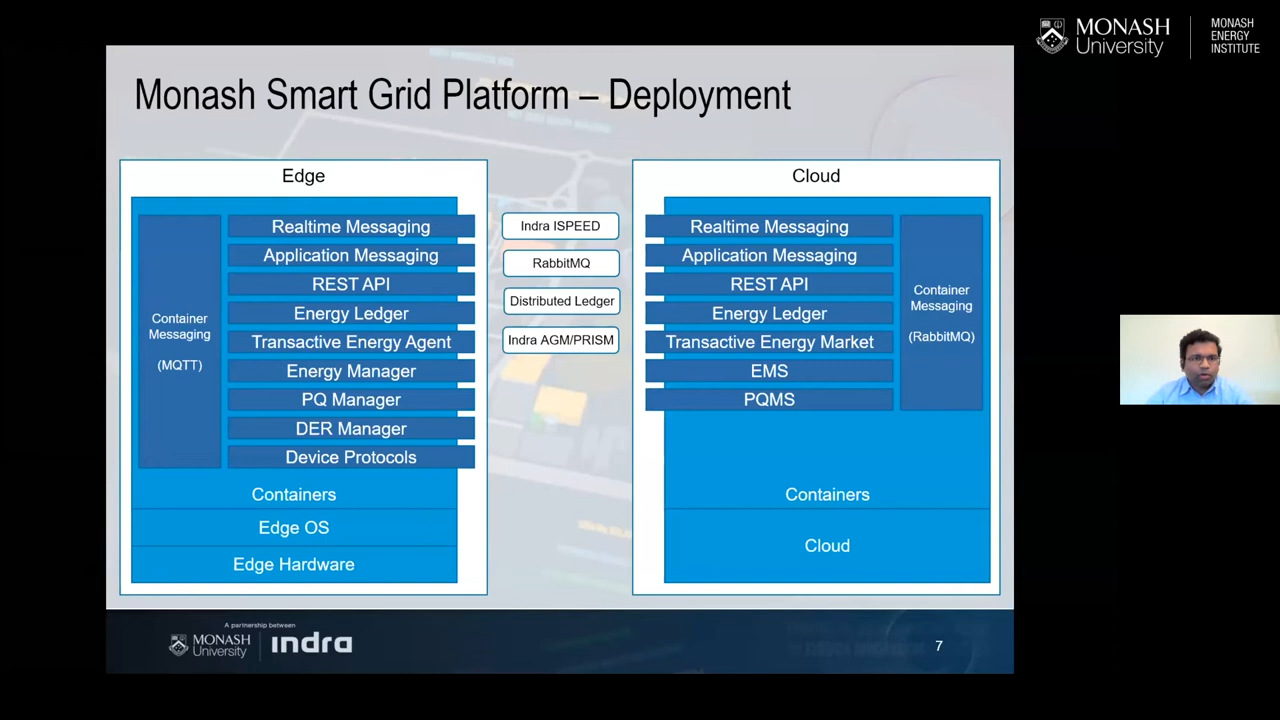 MONASH
University
MONASH
ENERGY
INSTITUTE
Monash Smart Grid Platform – Deployment
Edge
Container
Messaging
(MQTT)
Realtime Messaging
Application Messaging
REST API
Energy Ledger
Transactive Energy Agent
Energy Manager
PQ Manager
DER Manager
Device Protocols
Containers
Edge OS
Edge Hardware
Indra ISPEED
RabbitMQ
Distributed Ledger
Indra AGM/PRISM
Cloud
Realtime Messaging
Application Messaging
REST API
Energy Ledger
Transactive Energy Market
EMS
PQMS
Container
Messaging
(RabbitMQ)
Containers
Cloud
A partnership between
MONASH
University
indra
7